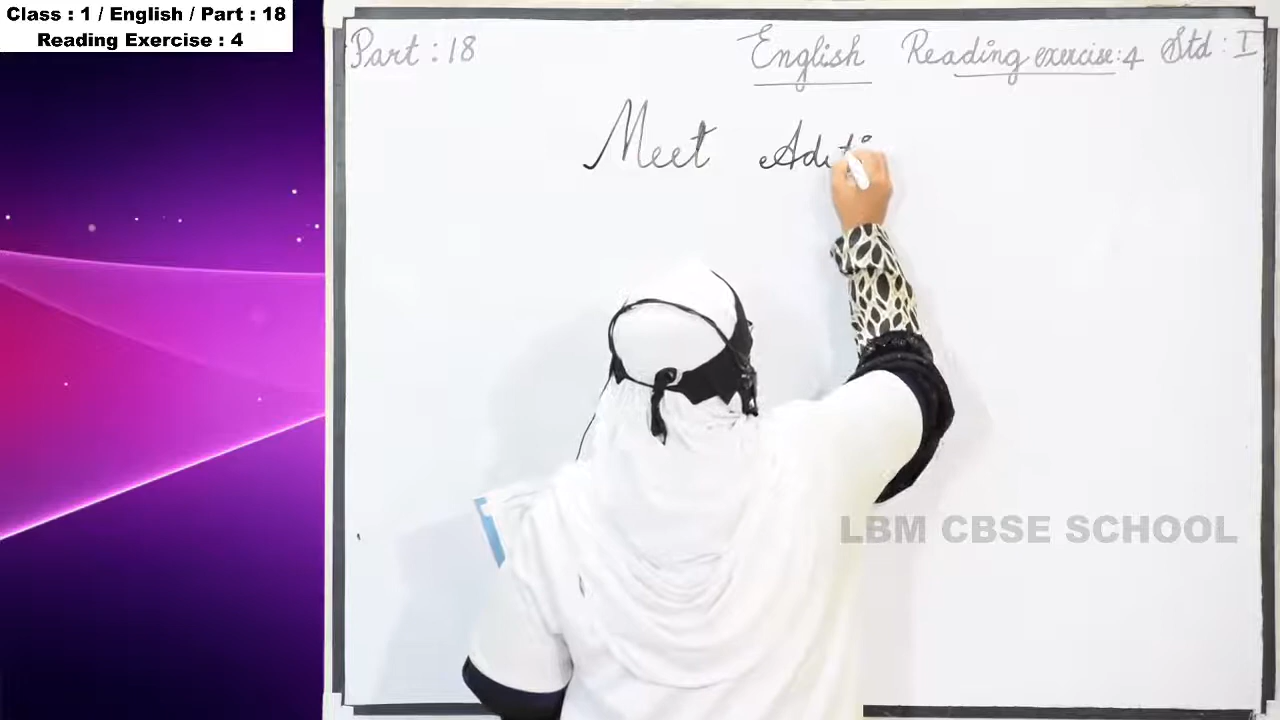 Class : 1 / English / Part : 18
Reading Exercise : 4
Part : 18 English Reading exercise: 4 Std : I
Meet Aditi
LBM CBSE SCHOOL